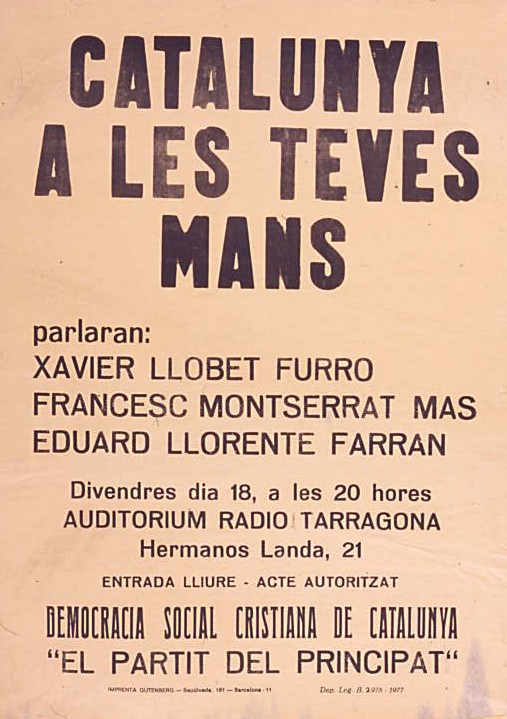 CATALUNYA
A LES TEVES
MANS
parlaran:
XAVIER LLOBET FURRO
FRANCESC MONTSERRAT MAS
EDUARD LLORENTE FARRAN
Divendres dia 18, a les 20 hores
AUDITORIUM RADIO TARRAGONA
Hermanos Landa, 21
ENTRADA LLIURE - ACTE AUTORITZAT
DEMOCRACIA SOCIAL CRISTIANA DE CATALUNYA
“EL PARTIT DEL PRINCIPAT“
IMPRENTA GUTENBERG — Sepúlveda, 181 — Barcelona - 11 Dep. Leg. B. 2.978 - 1977